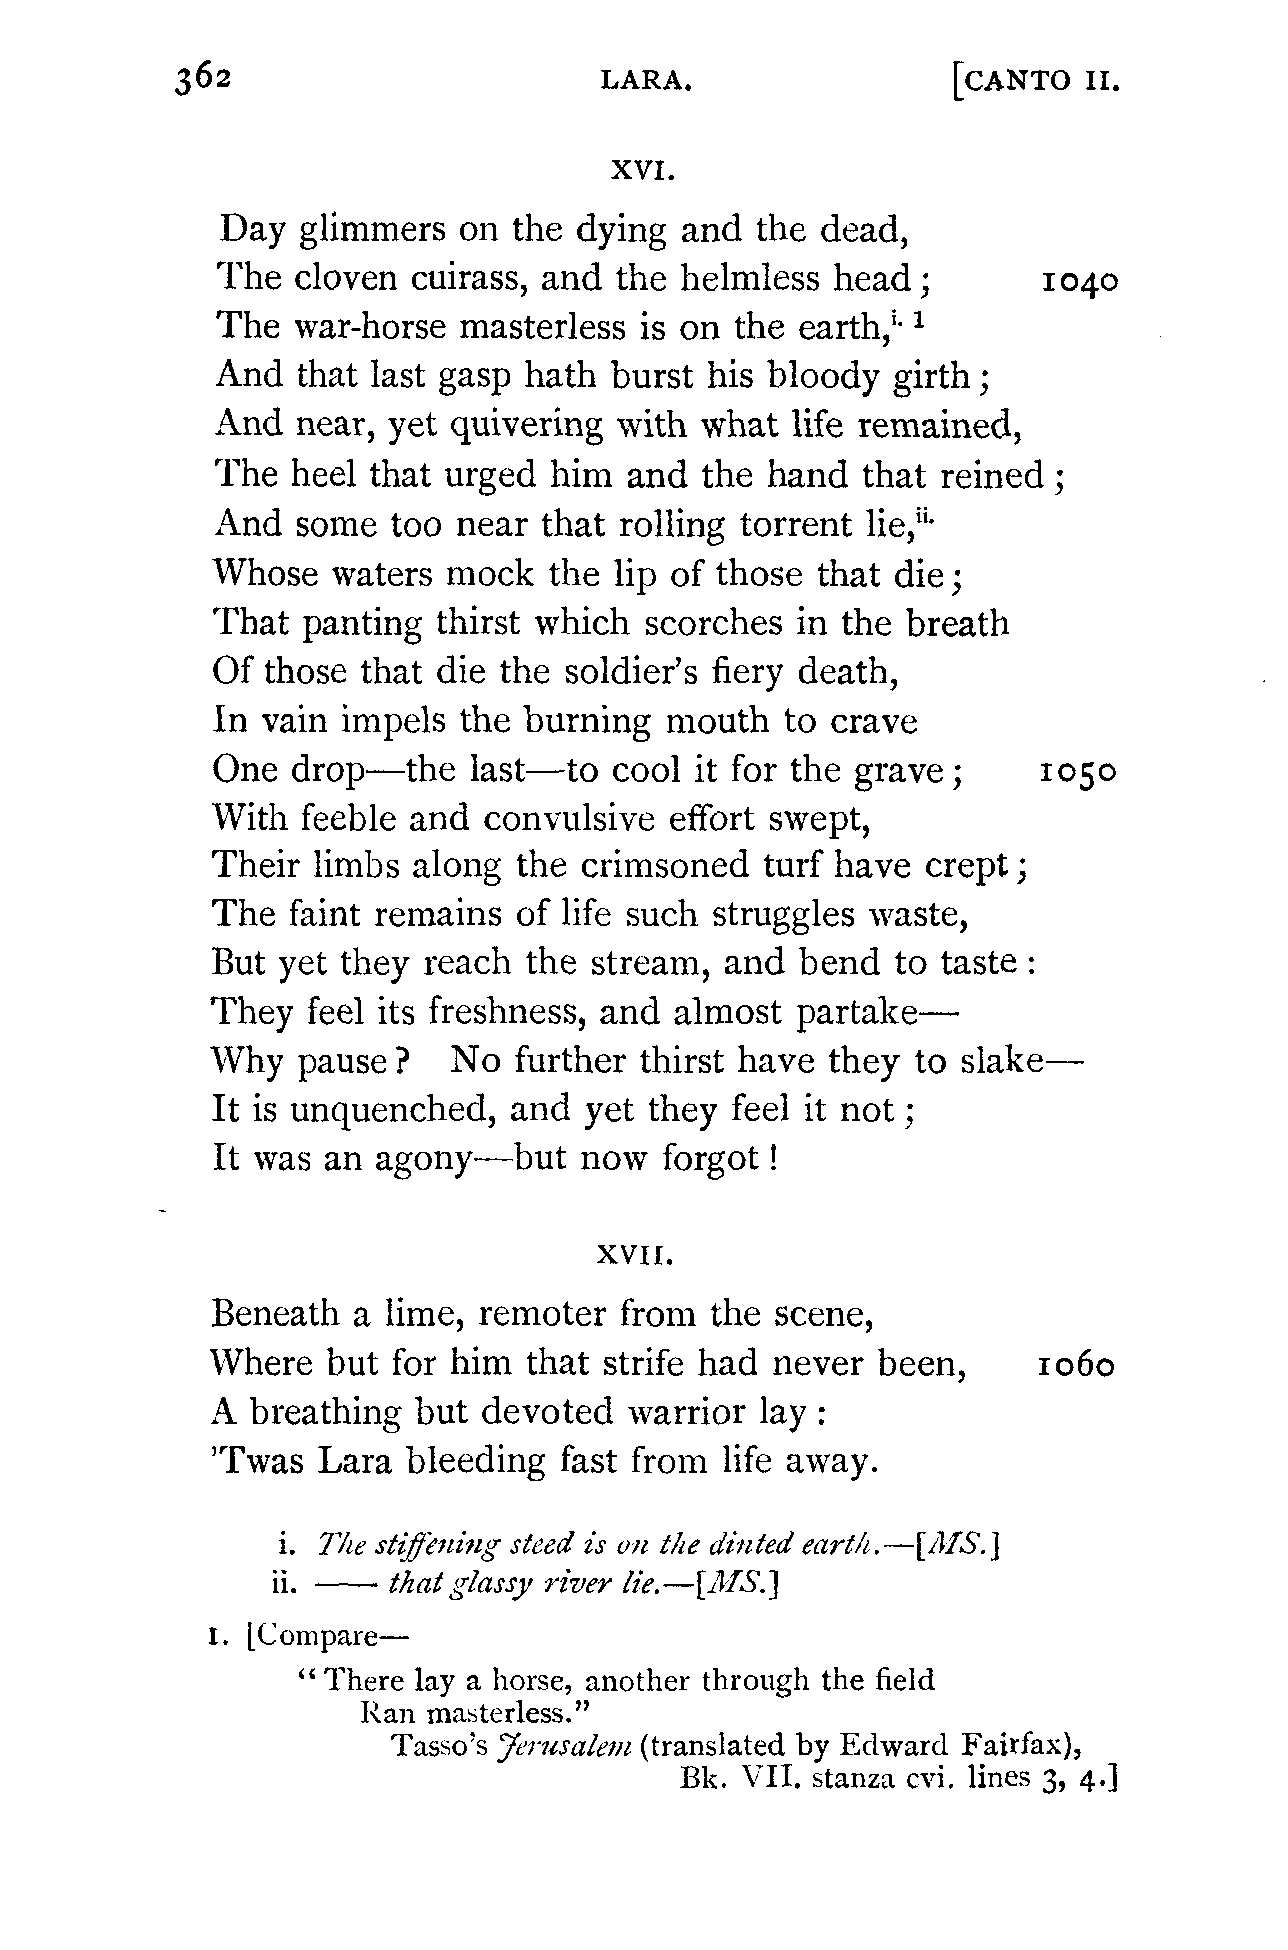 362 LARA. [CANTO II.
XVI.
Day glimmers on the dying and the dead,
The cloven cuirass, and the helmless head; 1040
The war-horse masterless is on the earth,i. 1
And that last gasp hath burst his bloody girth;
And near, yet quivering with what life remained,
The heel that urged him and the hand that reined;
And some too near that rolling torrent lie,ii.
Whose waters mock the lip of those that die;
That panting thirst which scorches in the breath
Of those that die the soldier's fiery death,
In vain impels the burning mouth to crave
One drop—the last—to cool it for the grave; 1050
With feeble and convulsive effort swept,
Their limbs along the crimsoned turf have crept;
The faint remains of life such struggles waste,
But yet they reach the stream, and bend to taste:
They feel its freshness, and almost partake—
Why pause? No further thirst have they to slake—
It is unquenched, and yet they feel it not;
It was an agony—but now forgot!
XVII.
Beneath a lime, remoter from the scene,
Where but for him that strife had never been, 1060
A breathing but devoted warrior lay:
'Twas Lara bleeding fast from life away.
i. The stiffening steed is on the dinted earth.—[MS.]
ii. —— that glassy river lie.—[MS.]
1. [Compare—
"There lay a horse, another through the field
Ran masterless."
Tasso's Jerusalem (translated by Edward Fairfax),
Bk. VII. stanza cvi. lines 3, 4.]